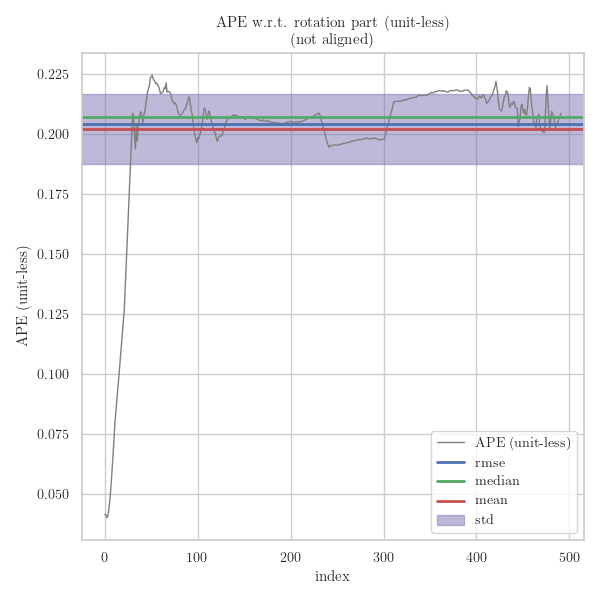 APE w.r.t. rotation part (unit-less)
(not aligned)
0.225
0.200
0.175
0.150
0.125
0.100
0.075
0.050
APE (unit-less)
0
100
200
300
400
500
index
APE (unit-less)
rmse
median
mean
std